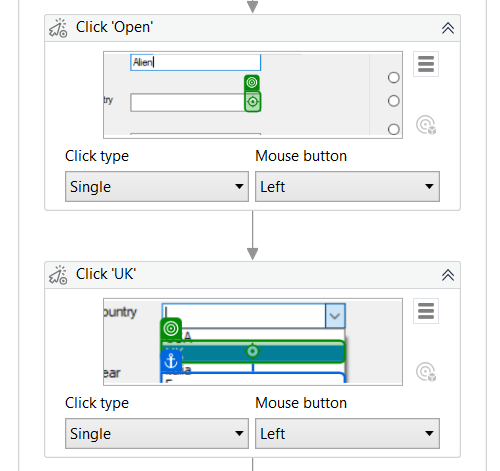 Click 'Open'
Alien
try
Click type
Mouse button
Single
Left
Click 'UK'
ountry
ear
Click type
Mouse button
Single
Left